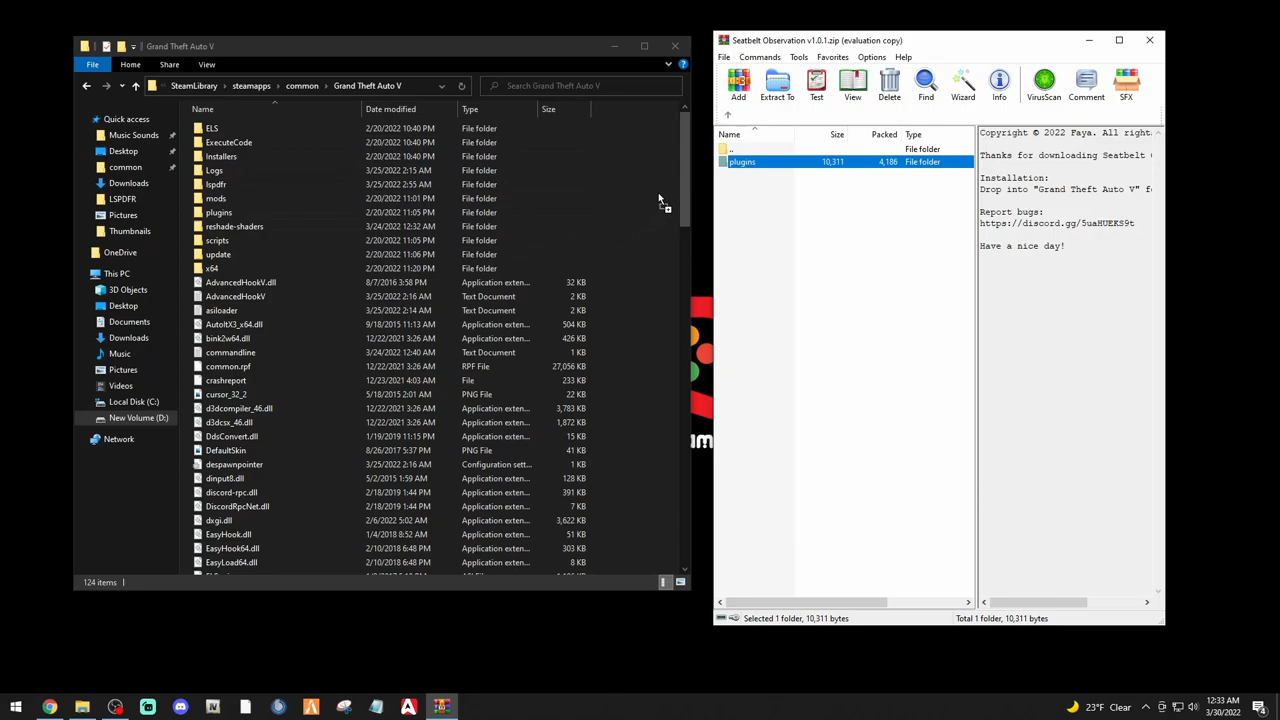 Grand Theft Auto V
File Home Share View
SteamLibrary steamapps common Grand Theft Auto V Search Grand Theft Auto V
Quick access
Music Sounds
Desktop
common
Downloads
LSPDFR
Pictures
Thumbnails
OneDrive
This PC
3D Objects
Desktop
Documents
Downloads
Music
Pictures
Videos
Local Disk (C:)
New Volume (D:)
Network
Name Date Modified Type Size
ELS 2/20/2022 10:40 PM File folder
ExecuteCode 2/20/2022 10:40 PM File folder
Installers 2/20/2022 10:40 PM File folder
Logs 3/25/2022 2:15 AM File folder
lspdfr 3/25/2022 2:55 AM File folder
mods 2/20/2022 11:01 PM File folder
plugins 2/20/2022 11:05 PM File folder
reshade-shaders 3/24/2022 12:32 AM File folder
scripts 2/20/2022 11:05 PM File folder
update 2/20/2022 11:06 PM File folder
x64 2/20/2022 11:20 PM File folder
AdvancedHookV.dll 8/7/2016 3:58 PM Application exten... 32 KB
AdvancedHookV 3/25/2022 2:16 AM Text Document 2 KB
asiloader 3/25/2022 2:14 AM Text Document 2 KB
AutoItX3_x64.dll 9/18/2015 11:13 AM Application exten... 504 KB
bink2w64.dll 12/22/2021 3:26 AM Application exten... 426 KB
commandline 3/24/2022 12:40 AM Text Document 1 KB
common.rpf 12/22/2021 3:26 AM RPF File 27,056 KB
crashreport 12/23/2021 4:03 AM File 233 KB
cursor_32_2 5/18/2015 2:01 AM PNG File 22 KB
d3dcompiler_46.dll 12/22/2021 3:26 AM Application exten... 3,783 KB
d3dcsx_46.dll 12/22/2021 3:26 AM Application exten... 1,872 KB
DdsConvert.dll 1/19/2019 11:15 PM Application exten... 15 KB
DefaultSkin 8/26/2017 5:37 PM PNG File 41 KB
despawnpointer 3/25/2022 2:16 AM Configuration sett... 1 KB
dinput8.dll 5/2/2015 1:59 AM Application exten... 128 KB
discord-rpc.dll 2/18/2019 1:44 PM Application exten... 391 KB
DiscordRpcNet.dll 2/18/2019 1:44 PM Application exten... 7 KB
dxgi.dll 2/6/2022 5:02 AM Application exten... 3,622 KB
EasyHook.dll 1/4/2018 8:52 AM Application exten... 51 KB
EasyHook64.dll 2/10/2018 6:48 PM Application exten... 303 KB
EasyLoad64.dll 2/10/2018 6:48 PM Application exten... 8 KB
124 items
Seatbelt Observation v1.0.1.zip (evaluation copy)
File Commands Tools Favorites Options Help
Add Extract To Test View Delete Find Wizard Info VirusScan Comment SFX
Name Size Packed Type
.. File folder
plugins 10,311 4,186 File folder
Selected 1 folder, 10,311 bytes Total 1 folder, 10,311 bytes
Copyright © 2022 Faya. All right
Thanks for downloading Seatbelt
Installation:
Drop into "Grand Theft Auto V" f
Report bugs:
https://discord.gg/5uaHUEKS9t
Have a nice day!
am
23°F Clear
12:33 AM
3/30/2022
4